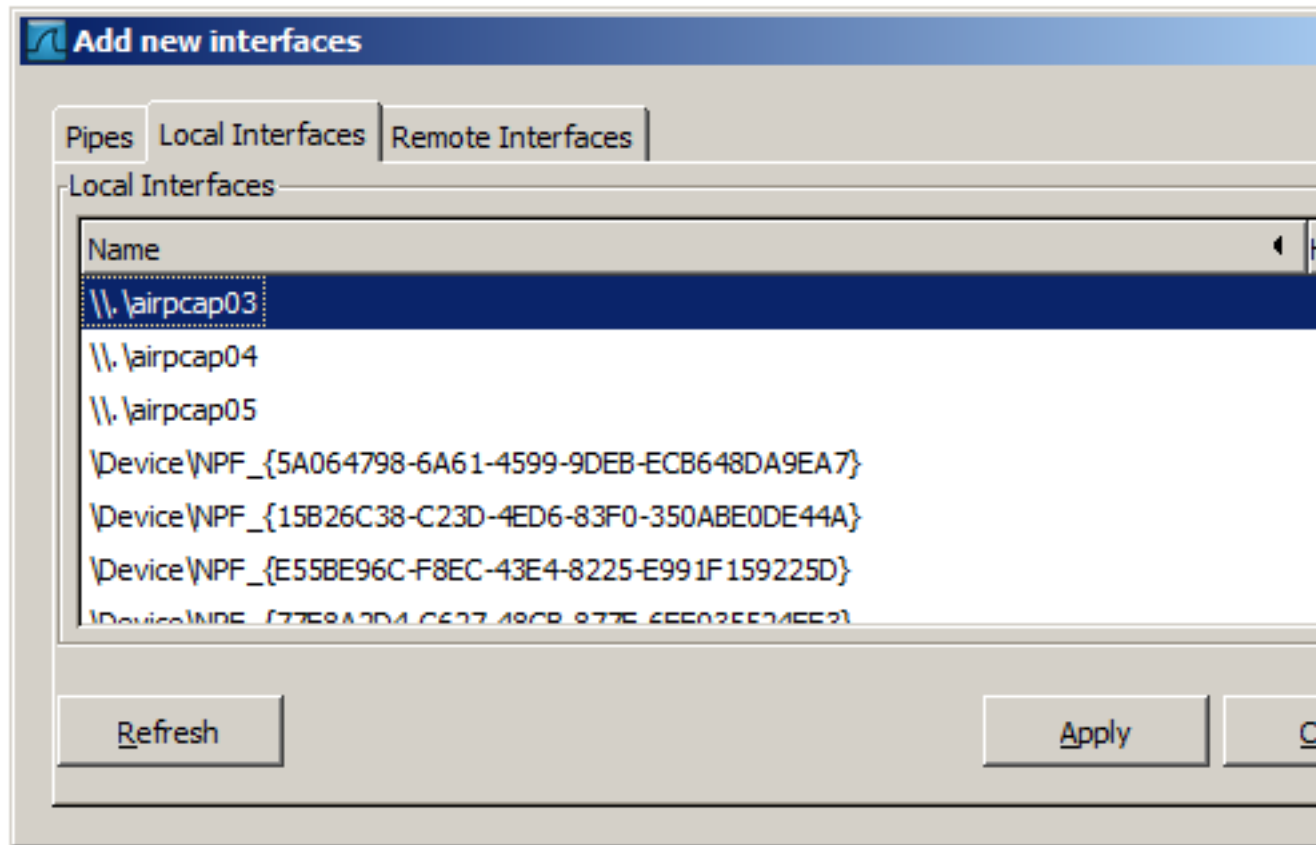 Add new interfaces
Pipes Local Interfaces Remote Interfaces
Local Interfaces
Name
\\.\airpcap03
\\.\airpcap04
\\.\airpcap05
\Device\NPF_{5A064798-6A61-4599-9DEB-ECB648DA9EA7}
\Device\NPF_{15B26C38-C23D-4ED6-83F0-350ABE0DE44A}
\Device\NPF_{E55BE96C-F8EC-43E4-8225-E991F159225D}
Refresh Apply